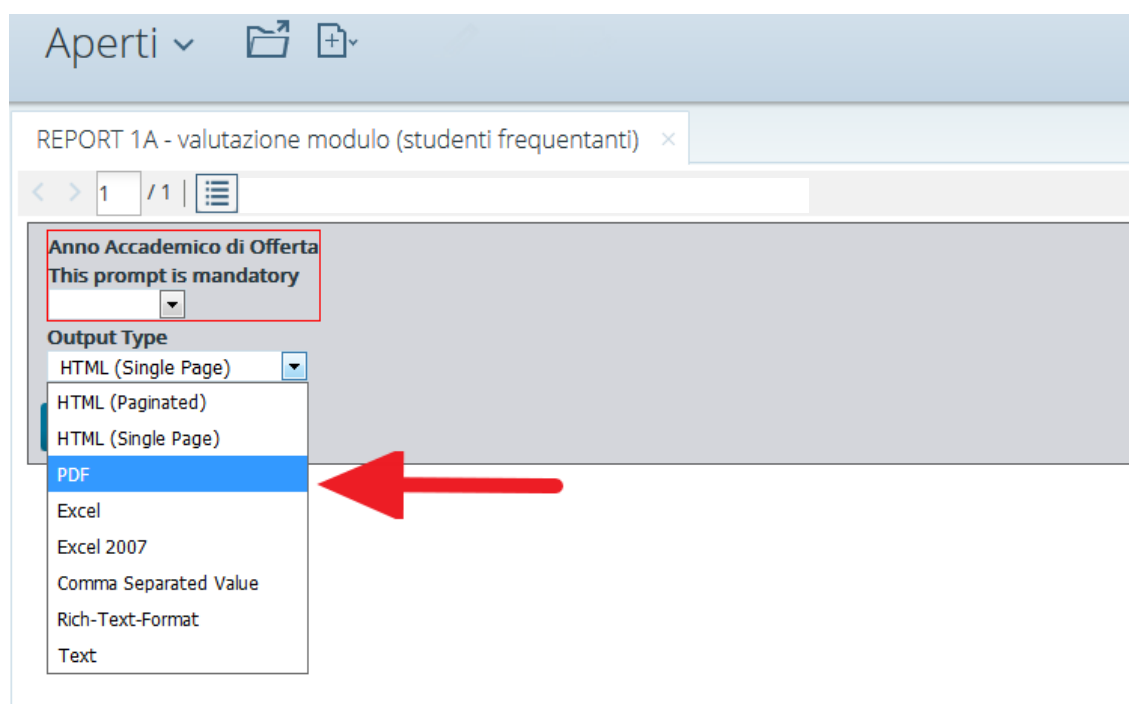 Aperti
REPORT 1A - valutazione modulo (studenti frequentanti) ×
1 / 1
Anno Accademico di Offerta
This prompt is mandatory
Output Type
HTML (Single Page)
HTML (Paginated)
HTML (Single Page)
PDF
Excel
Excel 2007
Comma Separated Value
Rich-Text-Format
Text